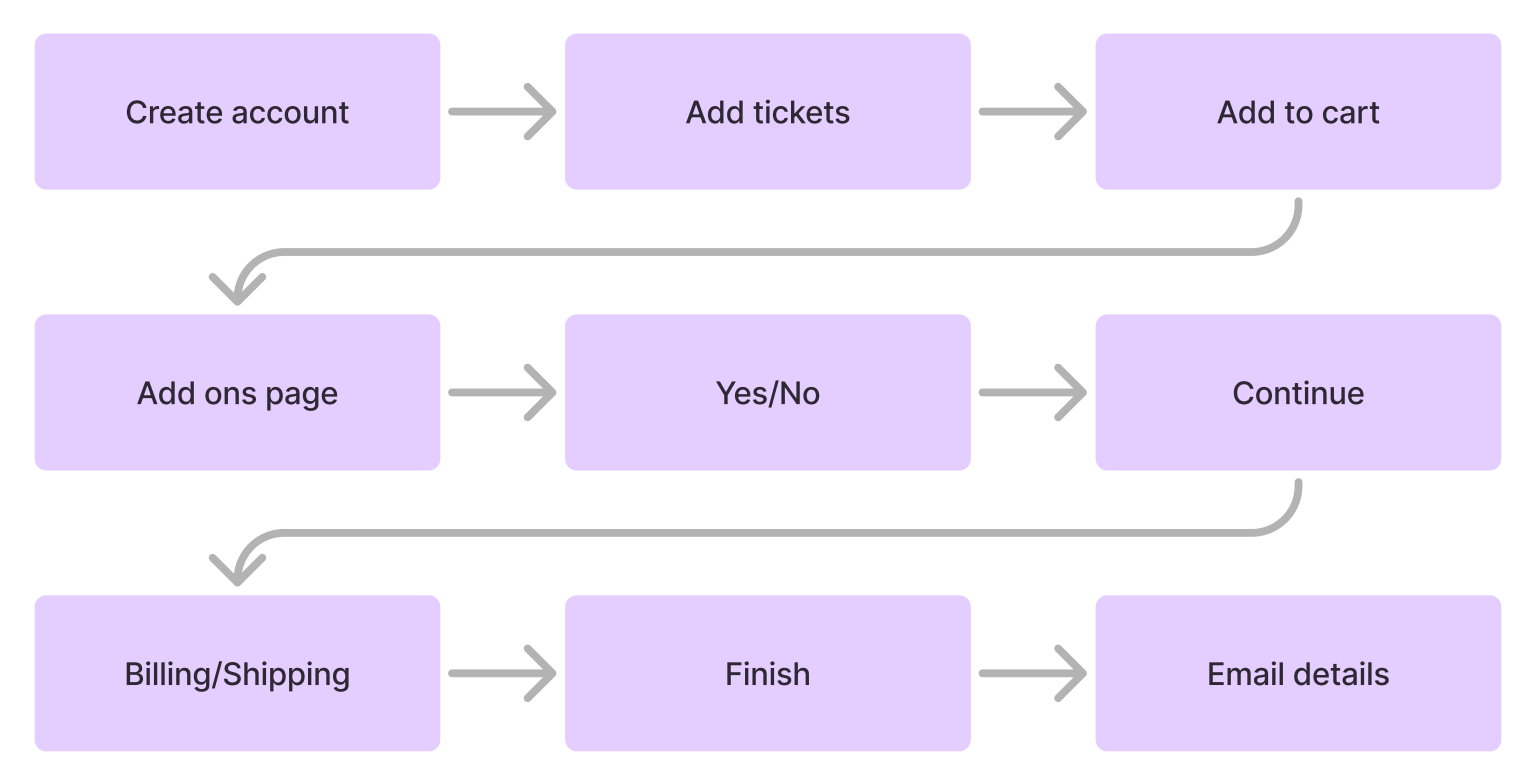 Create account
Add tickets
Add to cart
Add ons page
Yes/No
Continue
Billing/Shipping
Finish
Email details